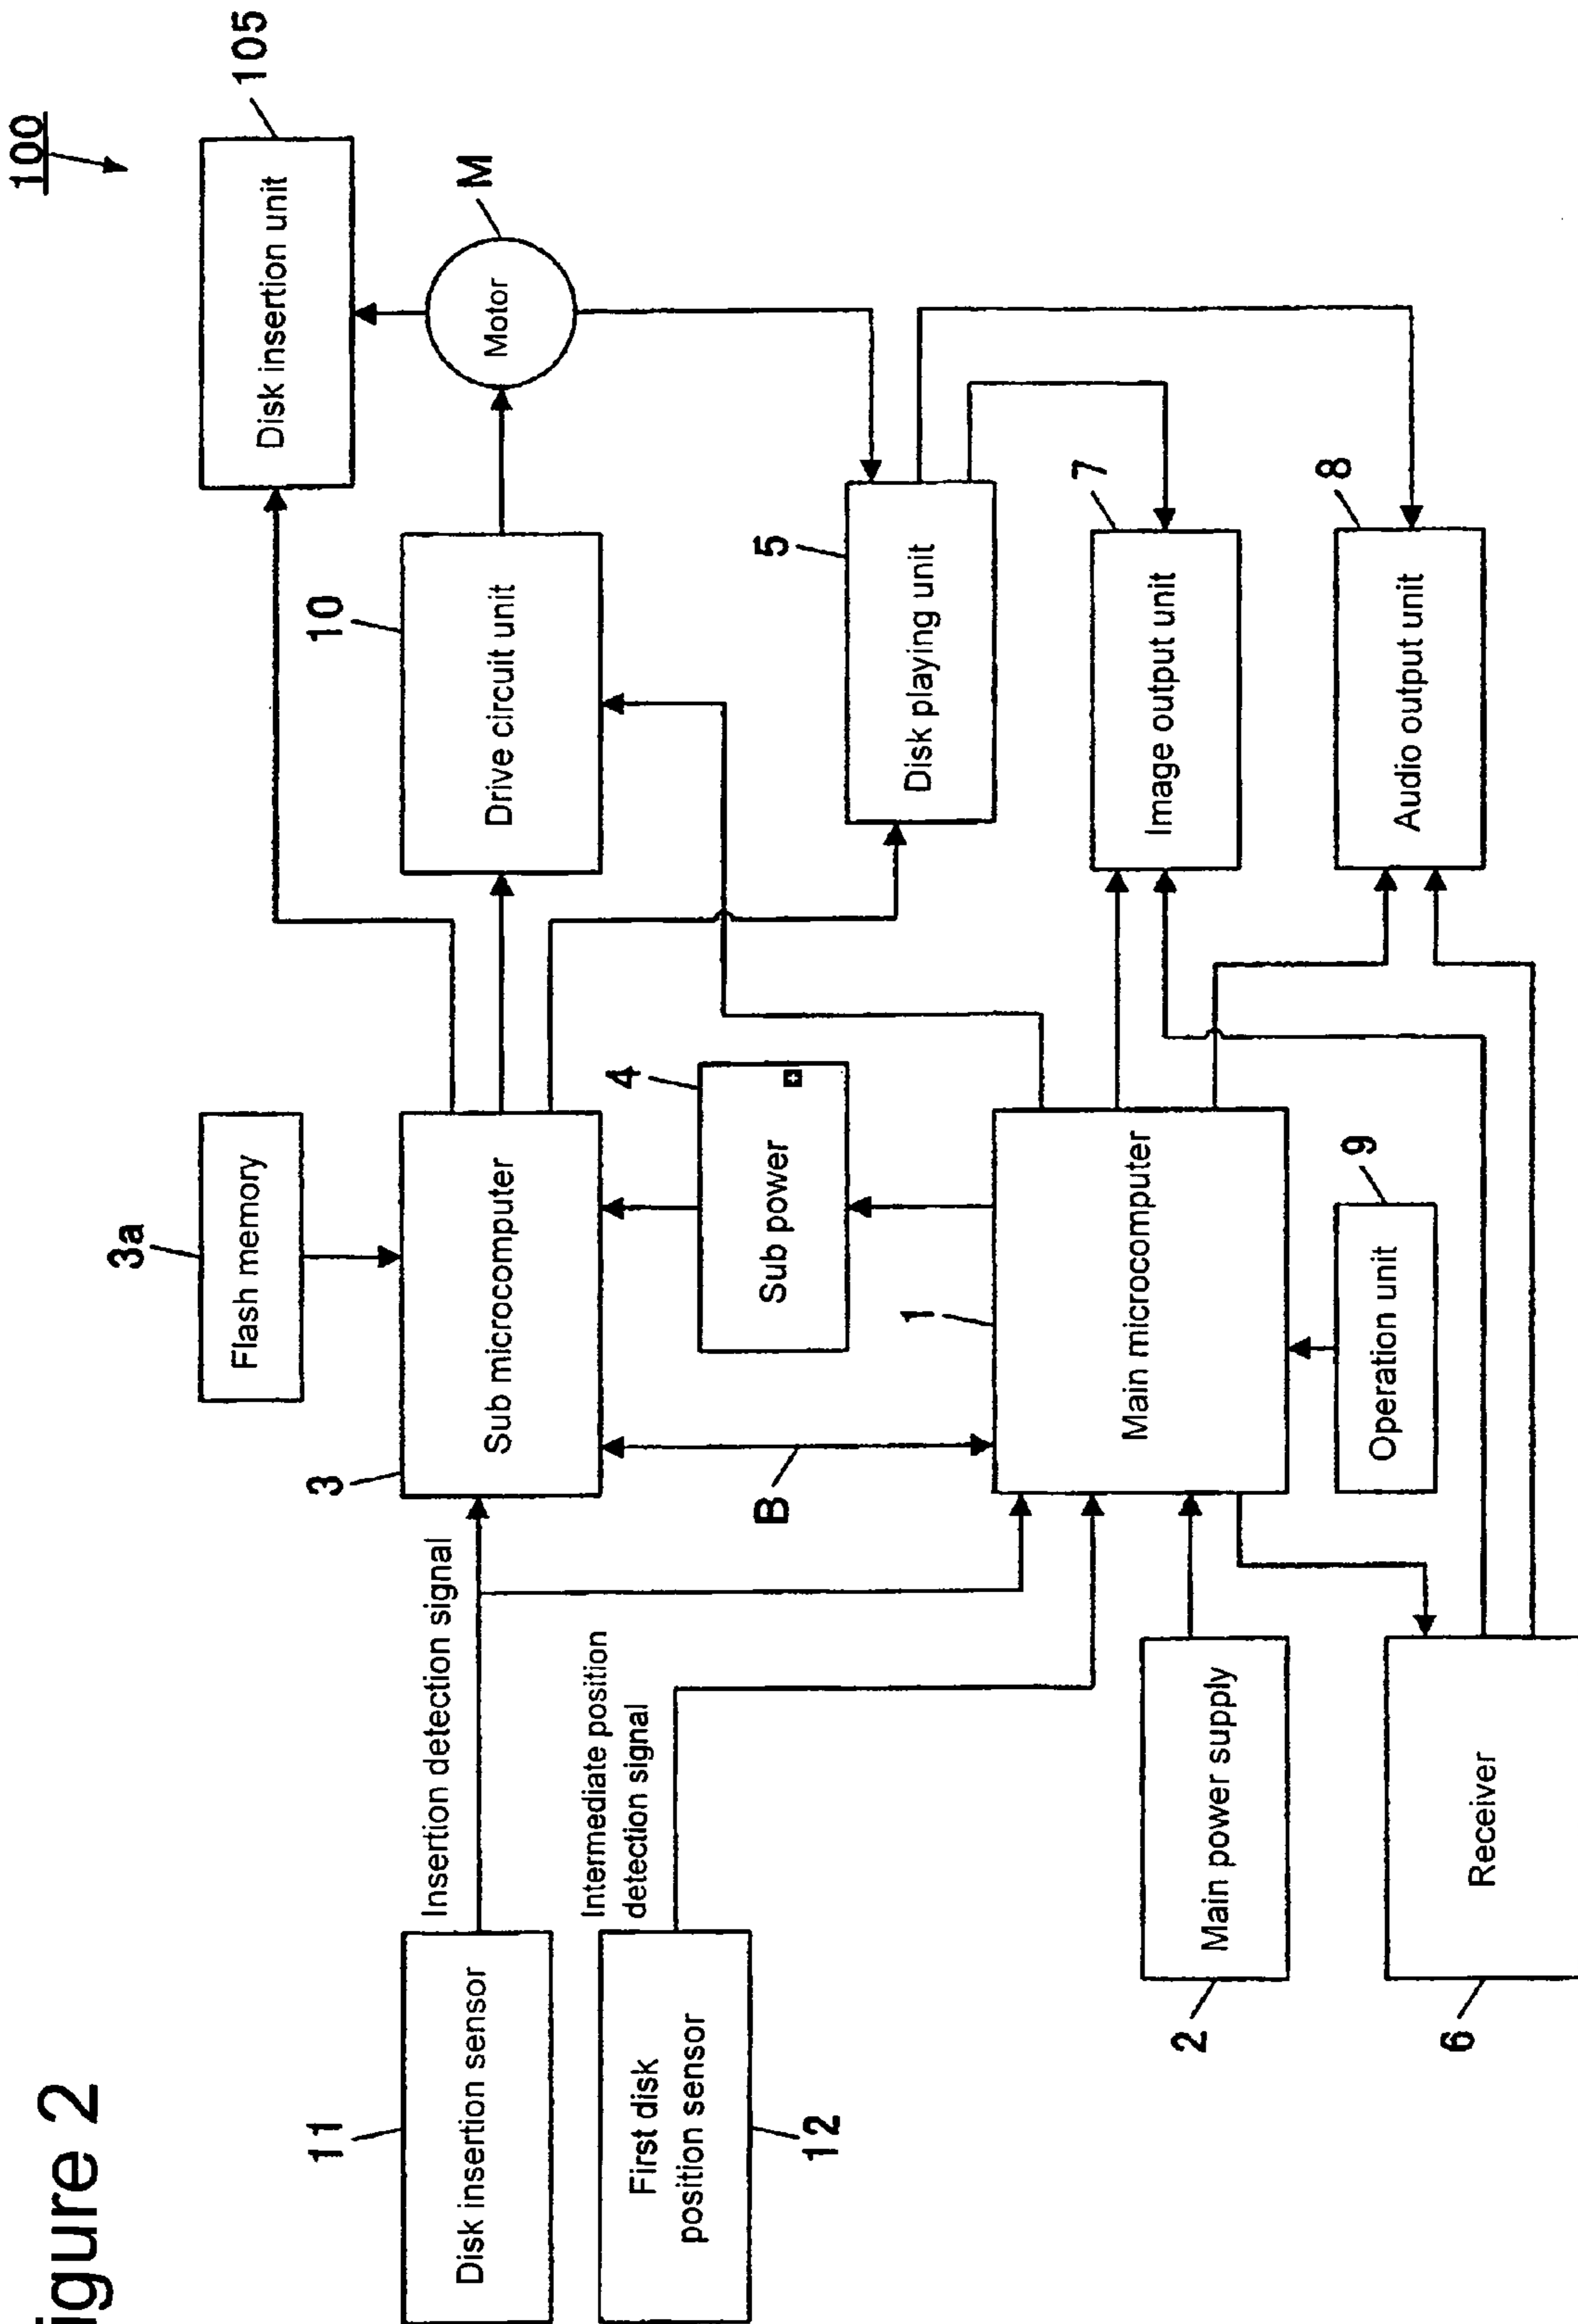 igure 2
100
Disk insertion unit
105
Motor
M
10
Drive circuit unit
3a
Flash memory
3
Sub microcomputer
Insertion detection signal
11
Disk insertion sensor
Intermediate position
detection signal
First disk
position sensor
12
B
4
Sub power
5
Disk playing unit
1
Main microcomputer
7
Image output unit
8
Audio output unit
9
Operation unit
Main power supply
2
Receiver
6